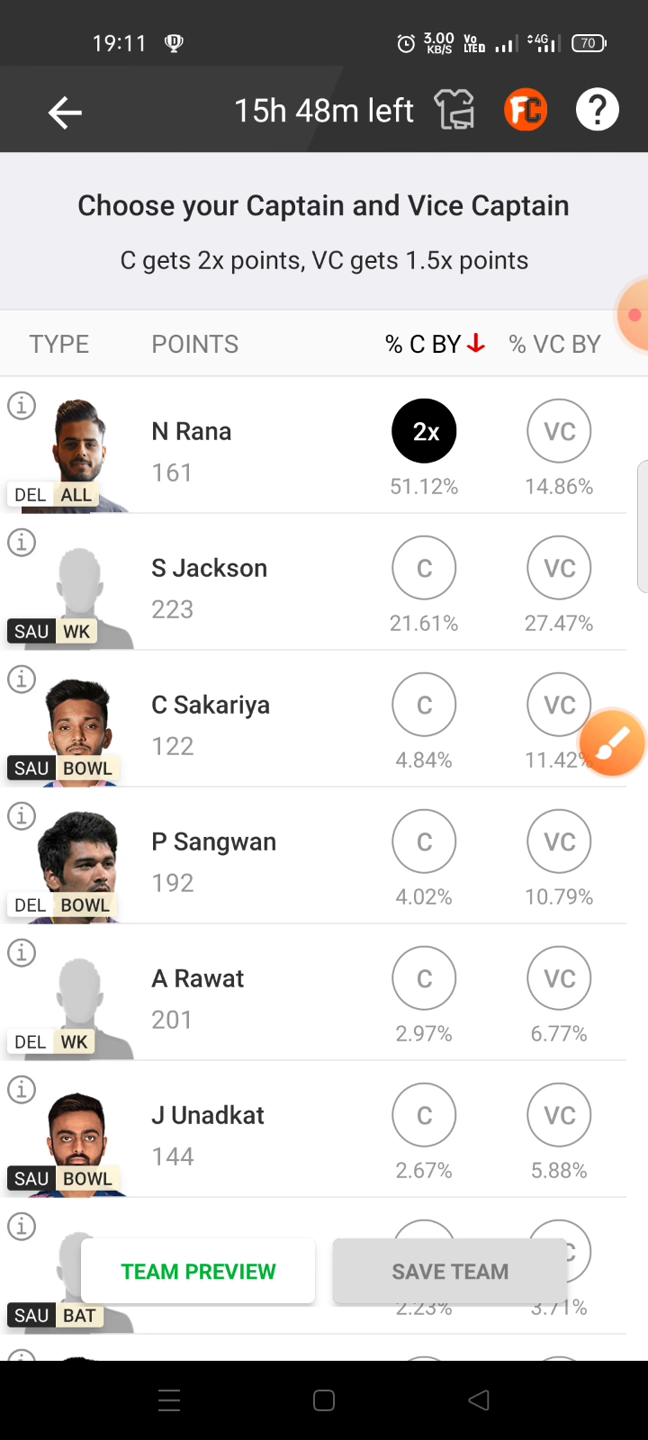 19:11 3.00 KB/S Vo LTED 4G 70
15h 48m left FC ?
Choose your Captain and Vice Captain
C gets 2x points, VC gets 1.5x points
TYPE POINTS % C BY % VC BY
N Rana 2x VC
161 51.12% 14.86%
DEL ALL
S Jackson C VC
223 21.61% 27.47%
SAU WK
C Sakariya C VC
122 4.84% 11.42%
SAU BOWL
P Sangwan C VC
192 4.02% 10.79%
DEL BOWL
A Rawat C VC
201 2.97% 6.77%
DEL WK
J Unadkat C VC
144 2.67% 5.88%
SAU BOWL
TEAM PREVIEW SAVE TEAM
SAU BAT 2.23% 3.71%